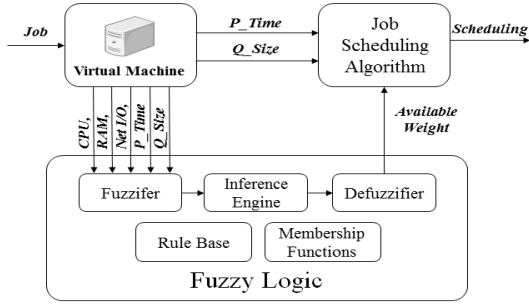 Job
Virtual Machine
P_Time
Q_Size
Job
Scheduling
Algorithm
Scheduling
CPU,
RAM,
Net I/O,
P_Time
Q_Size
Available
Weight
Fuzzifer
Inference
Engine
Defuzzifier
Rule Base
Membership
Functions
Fuzzy Logic